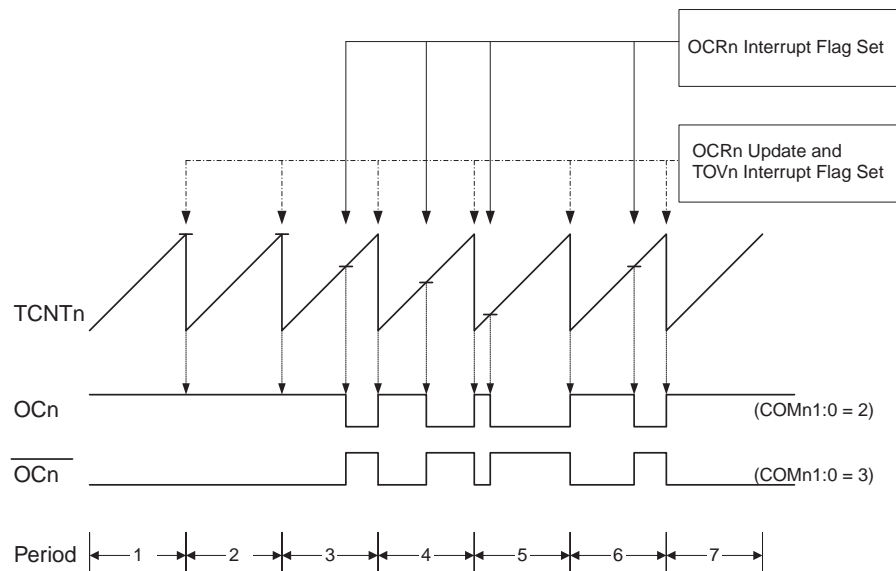 OCRn Interrupt Flag Set
OCRn Update and
TOVn Interrupt Flag Set
TCNTn
OCn
(COMn1:0 = 2)
OCn
(COMn1:0 = 3)
Period
1 2 3 4 5 6 7